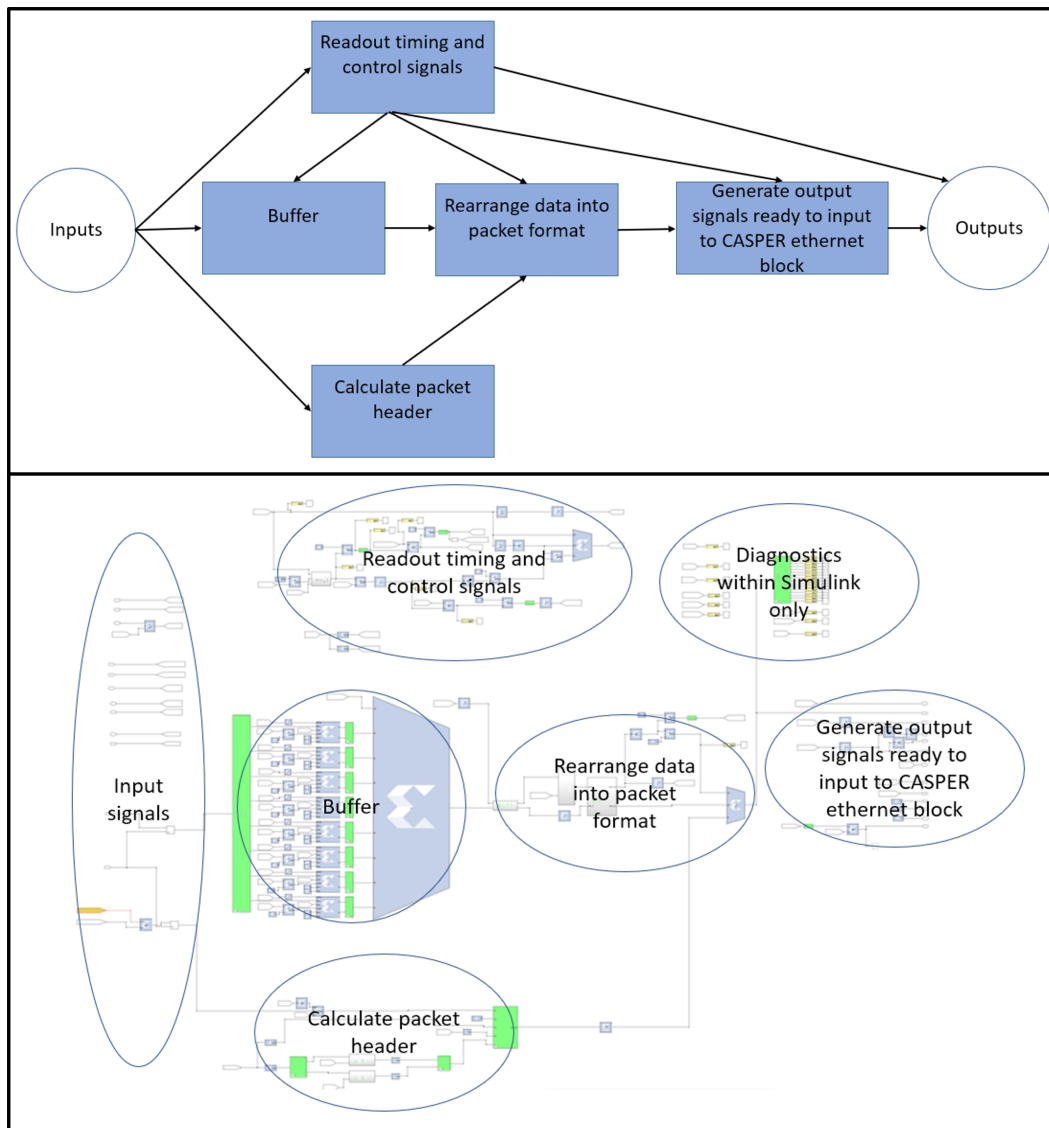 Readout timing and
control signals
Inputs
Buffer
Rearrange data into
packet format
Generate output
signals ready to input
to CASPER ethernet
block
Outputs
Calculate packet
header
Readout timing and
control signals
Diagnostics
within Simulink
only
Input
signals
Buffer
Rearrange data
into packet
format
Generate output
signals ready to
input to CASPER
ethernet block
Calculate packet
header